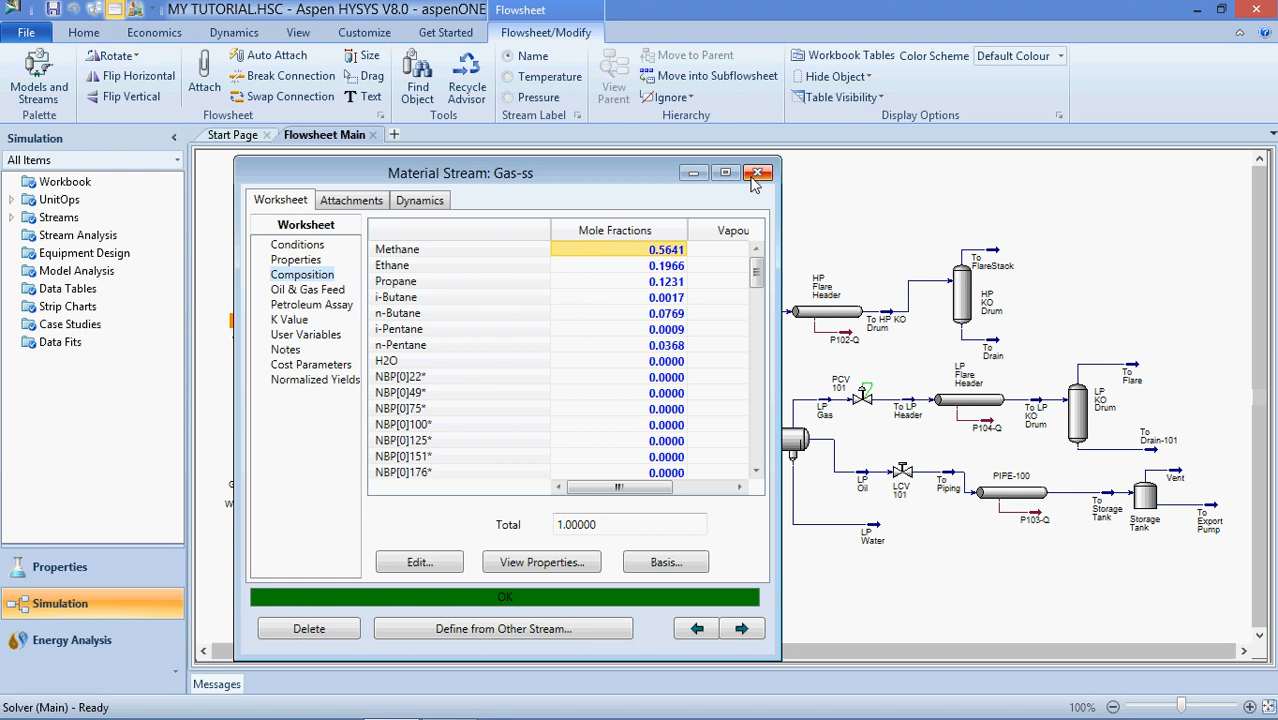 MY TUTORIAL.HSC - Aspen HYSYS V8.0 - aspenONE
Flowsheet
File
Home
Economics
Dynamics
View
Customize
Get Started
Flowsheet/Modify
Models and Streams
Rotate
Flip Horizontal
Flip Vertical
Attach
Auto Attach
Break Connection
Swap Connection
Size
Drag
Text
Find Object
Recycle Advisor
Name
Temperature
Pressure
View Parent
Move to Parent
Move into Subflowsheet
Ignore
Workbook Tables
Color Scheme
Default Colour
Hide Object
Table Visibility
Palette
Flowsheet
Tools
Stream Label
Hierarchy
Display Options
Simulation
Start Page
Flowsheet Main
All Items
Workbook
UnitOps
Streams
Stream Analysis
Equipment Design
Model Analysis
Data Tables
Strip Charts
Case Studies
Data Fits
Properties
Simulation
Energy Analysis
Material Stream: Gas-ss
Worksheet
Attachments
Dynamics
Worksheet
Conditions
Properties
Composition
Oil & Gas Feed
Petroleum Assay
K Value
User Variables
Notes
Cost Parameters
Normalized Yields
Mole Fractions
Vapou
Methane 0.5641
Ethane 0.1966
Propane 0.1231
i-Butane 0.0017
n-Butane 0.0769
i-Pentane 0.0009
n-Pentane 0.0368
H2O 0.0000
NBP[0]22* 0.0000
NBP[0]49* 0.0000
NBP[0]75* 0.0000
NBP[0]100* 0.0000
NBP[0]125* 0.0000
NBP[0]151* 0.0000
NBP[0]176* 0.0000
Total 1.00000
Edit...
View Properties...
Basis...
OK
Delete
Define from Other Stream...
HP
Flare
Header
To HP KO
Drum
P102-Q
To
FlareStack
HP
KO
Drum
To
Drain
LP
Gas
PCV
101
To LP
Header
LP
Flare
Header
P104-Q
To LP
KO
Drum
To
Flare
LP
KO
Drum
To
Drain-101
LP
Oil
LCV
101
To
Piping
PIPE-100
P103-Q
To
Storage
Tank
Vent
Storage
Tank
To
Export
Pump
LP
Water
Messages
Solver (Main) - Ready
100%